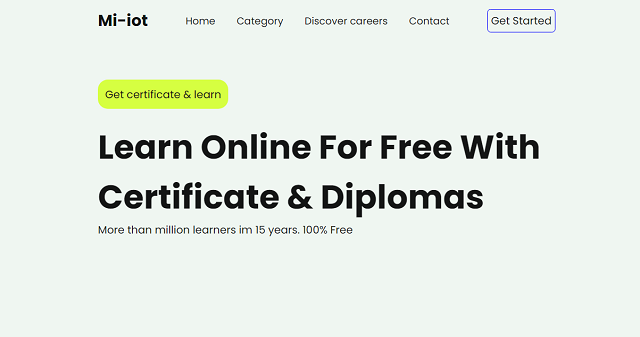 Mi-iot Home Category Discover careers Contact Get Started
Get certificate & learn
Learn Online For Free With
Certificate & Diplomas
More than million learners im 15 years. 100% Free